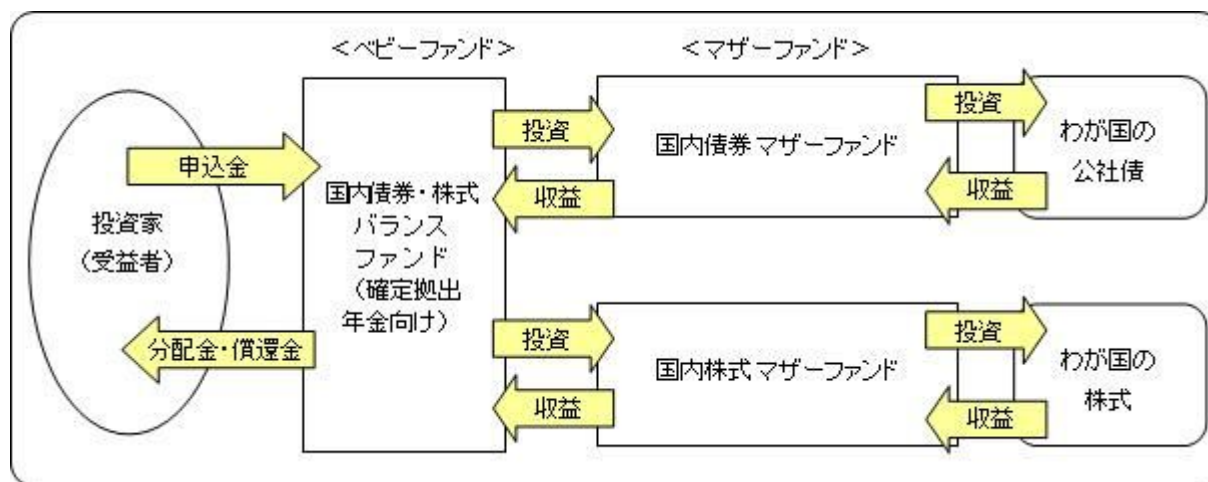 ＜ベビーファンド＞
＜マザーファンド＞
投資家
（受益者）
申込金
分配金・償還金
国内債券・株式
バランス
ファンド
（確定拠出
年金向け）
投資
収益
国内債券マザーファンド
投資
収益
わが国の
公社債
投資
収益
国内株式マザーファンド
投資
収益
わが国の
株式